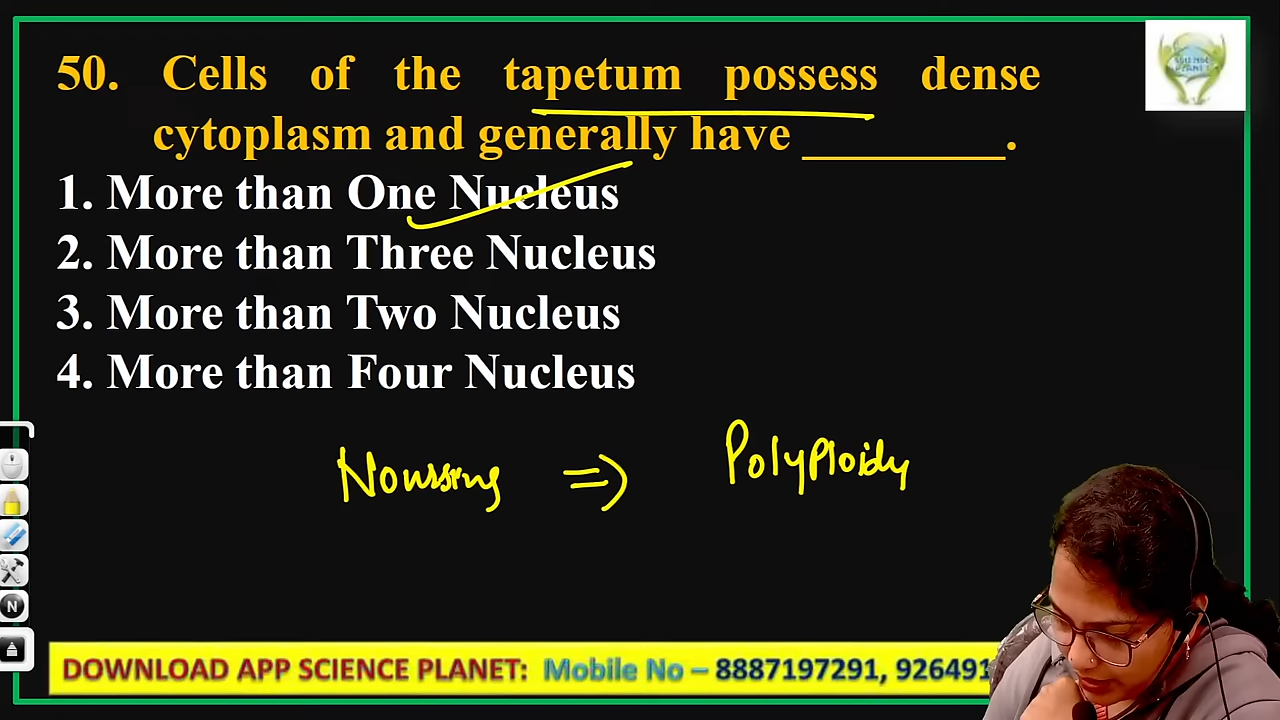 50. Cells of the tapetum possess dense
cytoplasm and generally have ________.
1. More than One Nucleus
2. More than Three Nucleus
3. More than Two Nucleus
4. More than Four Nucleus
⇒ Polyploidy
N
DOWNLOAD APP SCIENCE PLANET: Mobile No – 8887197291, 926491